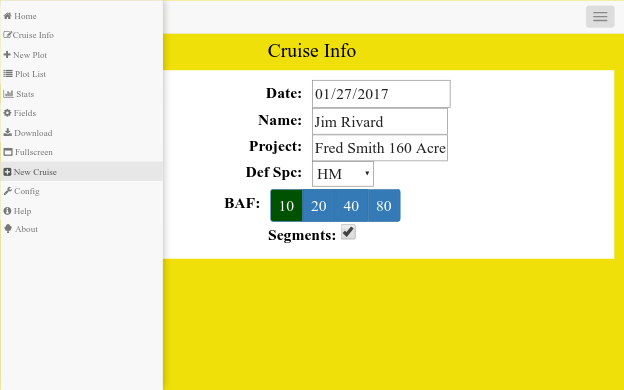 Home
Cruise Info
New Plot
Plot List
Stats
Fields
Download
Fullscreen
New Cruise
Config
Help
About
Cruise Info
Date: 01/27/2017
Name: Jim Rivard
Project: Fred Smith 160 Acre
Def Spc: HM
BAF: 10 20 40 80
Segments: